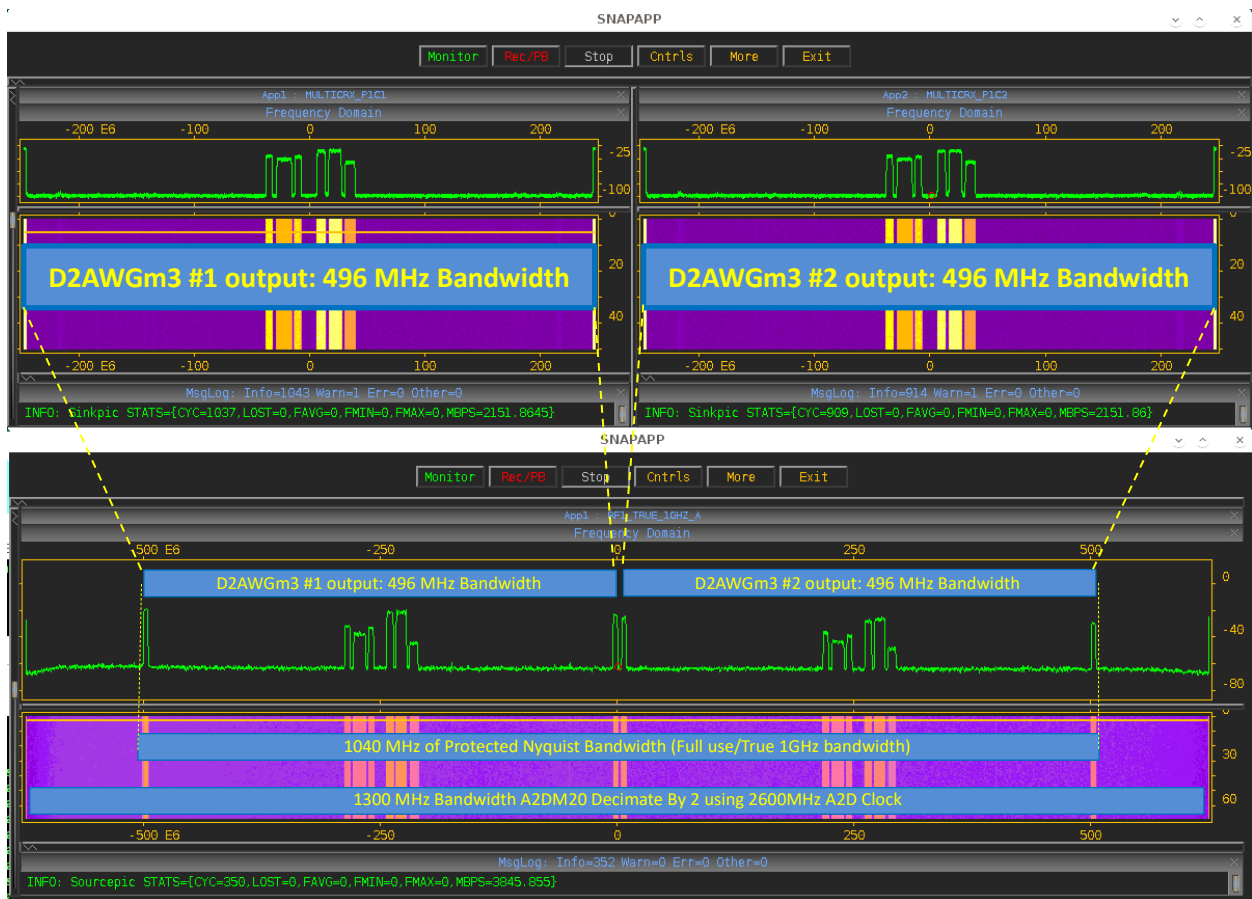 SNAPAPP
Monitor Rec/PB Stop Cntrls More Exit
App1 : MULTICRX_P1C1
Frequency Domain
-200 E6 -100 0 100 200
-25
-100
0
20
40
D2AWGm3 #1 output: 496 MHz Bandwidth
-200 E6 -100 0 100 200
MsgLog: Info=1043 Warn=1 Err=0 Other=0
INFO: Sinkpic STATS={CYC=1037,LOST=0,FAVG=0,FMIN=0,FMAX=0,MBPS=2151.8645}
App2 : MULTICRX_P1C2
Frequency Domain
-200 E6 -100 0 100 200
-25
-100
0
20
40
D2AWGm3 #2 output: 496 MHz Bandwidth
-200 E6 -100 0 100 200
MsgLog: Info=914 Warn=1 Err=0 Other=0
INFO: Sinkpic STATS={CYC=909,LOST=0,FAVG=0,FMIN=0,FMAX=0,MBPS=2151.86}
SNAPAPP
Monitor Rec/PB Stop Cntrls More Exit
App1 : RF1_TRUE_1GHZ_A
Frequency Domain
-500 E6 -250 0 250 500
D2AWGm3 #1 output: 496 MHz Bandwidth
D2AWGm3 #2 output: 496 MHz Bandwidth
0
-40
-80
0
1040 MHz of Protected Nyquist Bandwidth (Full use/True 1GHz bandwidth)
30
1300 MHz Bandwidth A2DM20 Decimate By 2 using 2600MHz A2D Clock
60
-500 E6 -250 0 250 500
MsgLog: Info=352 Warn=0 Err=0 Other=0
INFO: Sourcepic STATS={CYC=350,LOST=0,FAVG=0,FMIN=0,FMAX=0,MBPS=3845.855}